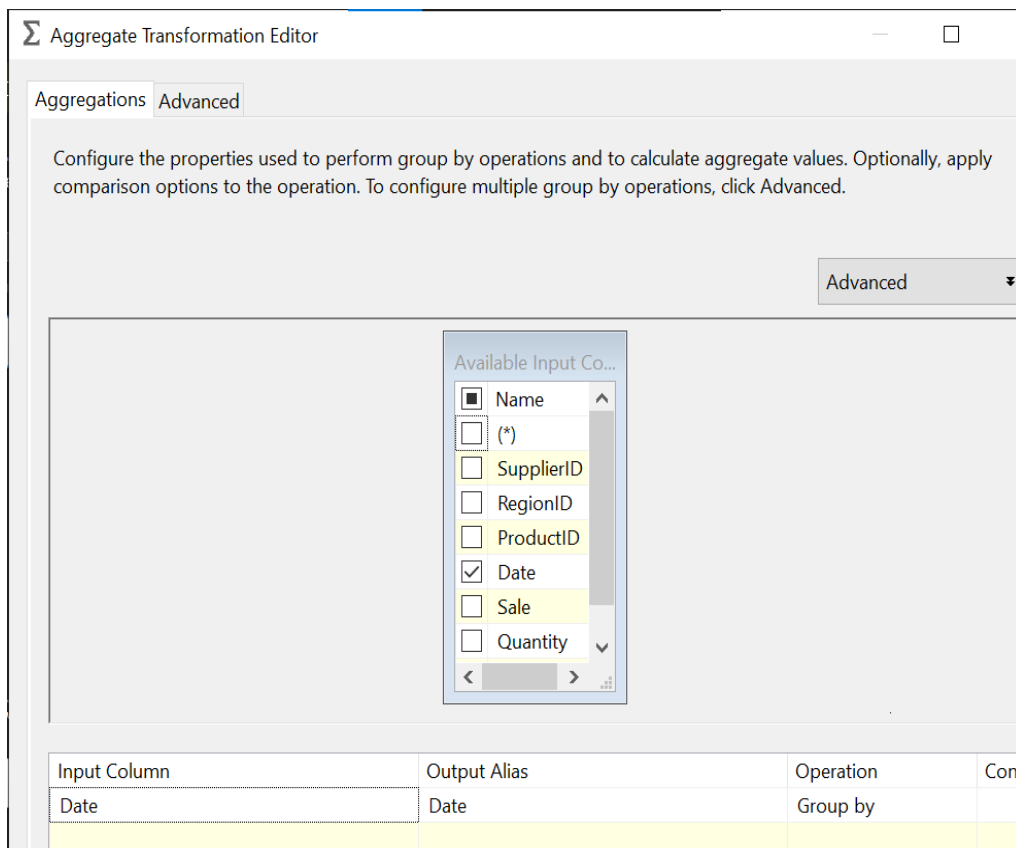 Aggregate Transformation Editor
Aggregations Advanced
Configure the properties used to perform group by operations and to calculate aggregate values. Optionally, apply
comparison options to the operation. To configure multiple group by operations, click Advanced.
Advanced
Available Input Co...
Name
(*)
SupplierID
RegionID
ProductID
Date
Sale
Quantity
Input Column Output Alias Operation Con
Date Date Group by